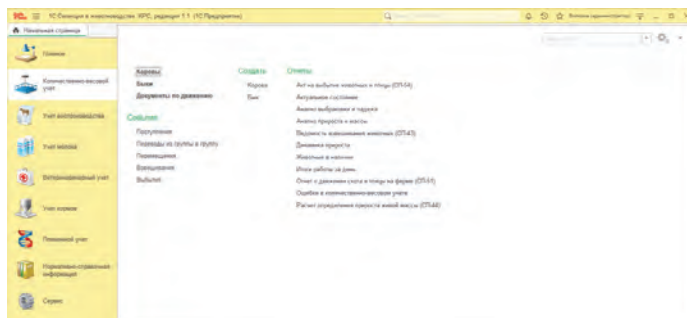 1С Селекция в животноводстве. КРС, редакция 1.1 (1С:Предприятие)
Начальная страница
Главное
Количественно-весовой
учет
Учет воспроизводства
Учет молока
Ветеринарный учет
Учет кормов
Племенной учет
Нормативно-справочная
информация
Сервис
Коровы
Быки
Документы по движению
События
Поступления
Переводы из группы в группу
Перемещения
Взвешивания
Выбытия
Создать
Корова
Бык
Отчеты
Акт на выбытие животных и птицы (СП-54)
Актуальное состояние
Анализ выбраковки и падежа
Анализ прироста и массы
Ведомость взвешивания животных (СП-43)
Динамика прироста
Животные в наличии
Итоги работы за день
Отчет о движении скота и птицы на ферме (СП-51)
Ошибки в количественно-весовом учете
Расчет определения прироста живой массы (СП-44)